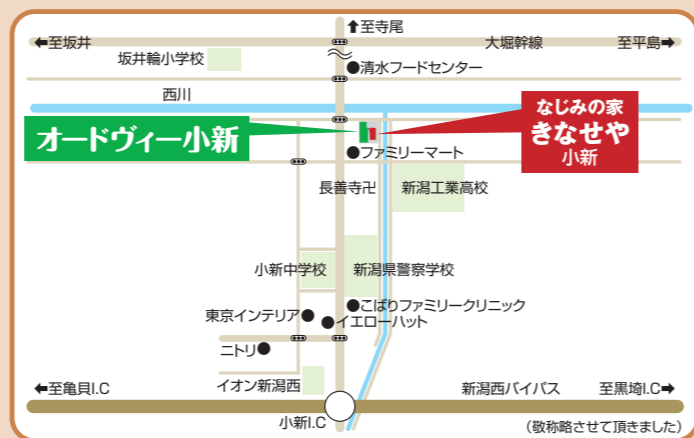 ⬆至寺尾
⬅至坂井
大堀幹線
至平島➡
坂井輪小学校
●清水フードセンター
西川
オードヴィー小新
なじみの家
きなせや
小新
●ファミリーマート
長善寺卍
新潟工業高校
小新中学校
新潟県警察学校
●こばりファミリークリニック
東京インテリア●
●イエローハット
ニトリ●
イオン新潟西
⬅至亀貝I.C
新潟西バイパス
至黒埼I.C➡
小新I.C
(敬称略させて頂きました)